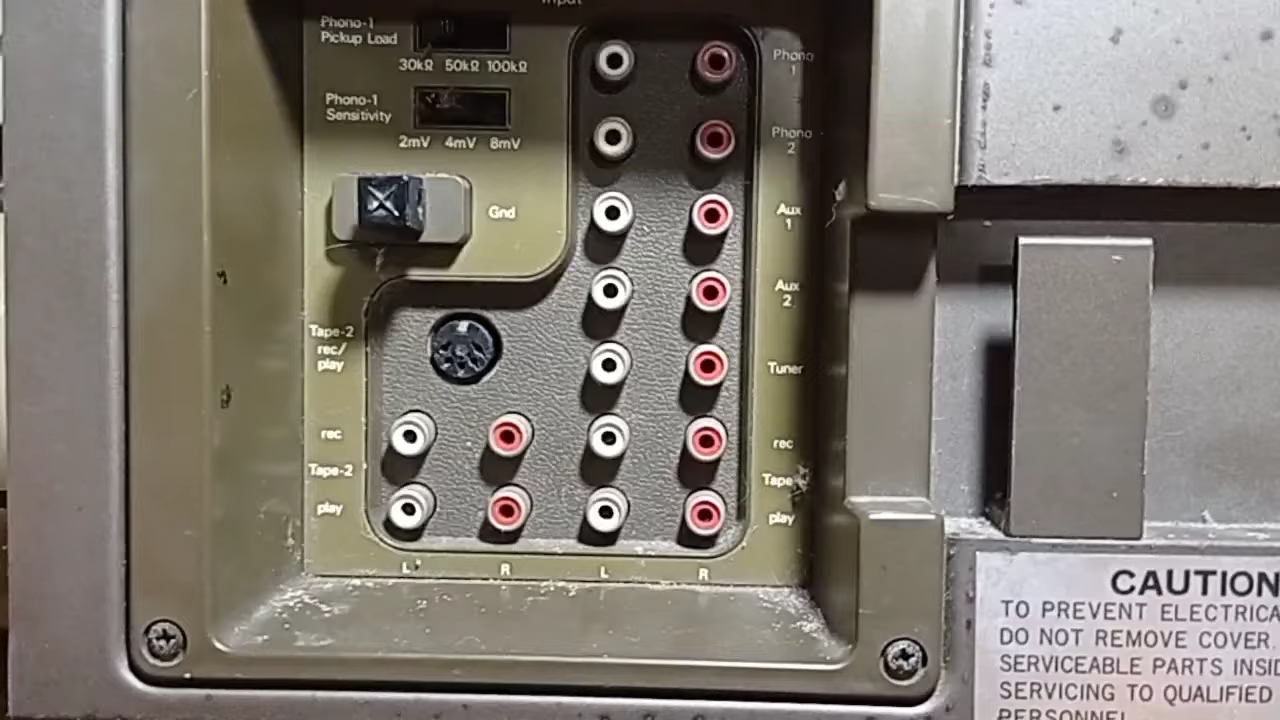 Input
Phono-1
Pickup Load
30kΩ 50kΩ 100kΩ
Phono-1
Sensitivity
2mV 4mV 8mV
Gnd
Phono
1
Phono
2
Aux
1
Aux
2
Tuner
Tape-2
rec/
play
rec
Tape-2
play
rec
Tape
play
L R L R
CAUTION
TO PREVENT ELECTRICA
DO NOT REMOVE COVER.
SERVICEABLE PARTS INSID
SERVICING TO QUALIFIED
PERSONNEL